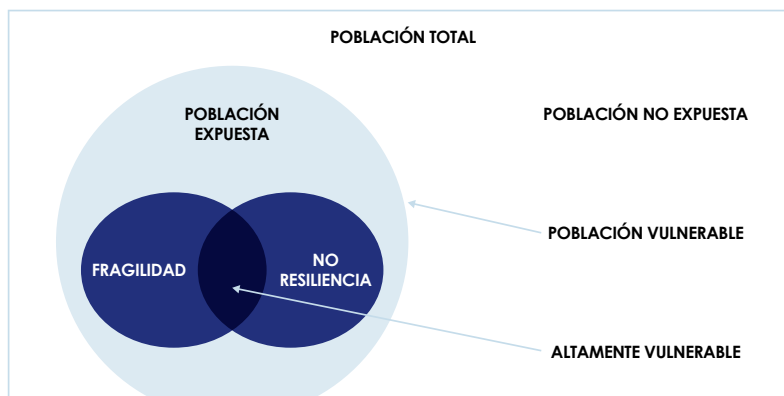 POBLACIÓN TOTAL
POBLACIÓN
EXPUESTA
POBLACIÓN NO EXPUESTA
POBLACIÓN VULNERABLE
FRAGILIDAD
NO
RESILIENCIA
ALTAMENTE VULNERABLE